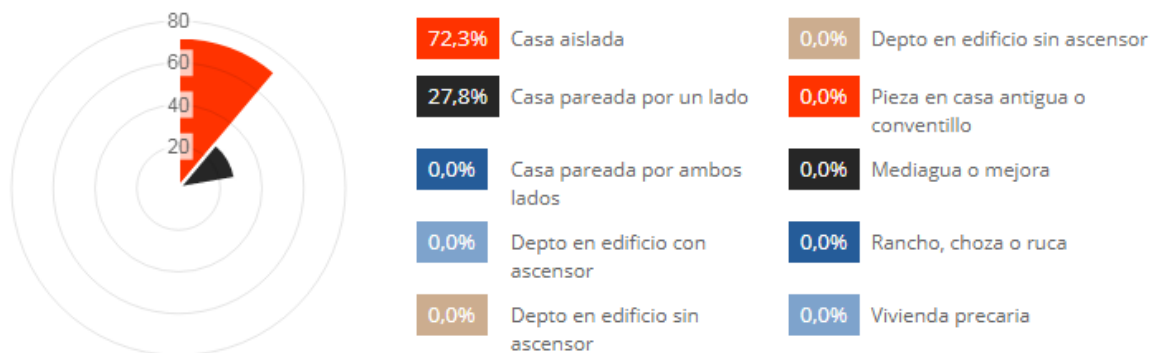 80
60
40
20
72,3% Casa aislada
27,8% Casa pareada por un lado
0,0% Casa pareada por ambos
lados
0,0% Depto en edificio con
ascensor
0,0% Depto en edificio sin
ascensor
0,0% Depto en edificio sin ascensor
0,0% Pieza en casa antigua o
conventillo
0,0% Mediagua o mejora
0,0% Rancho, choza o ruca
0,0% Vivienda precaria